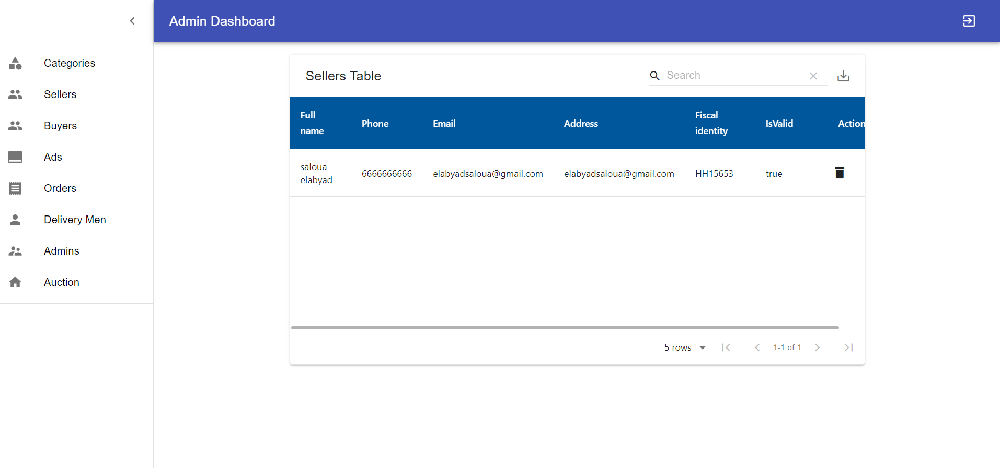 Admin Dashboard
Categories
Sellers
Buyers
Ads
Orders
Delivery Men
Admins
Auction
Sellers Table
Search
Full name
Phone
Email
Address
Fiscal identity
IsValid
Action
saloua elabyad
6666666666
elabyadsaloua@gmail.com
elabyadsaloua@gmail.com
HH15653
true
5 rows
1-1 of 1